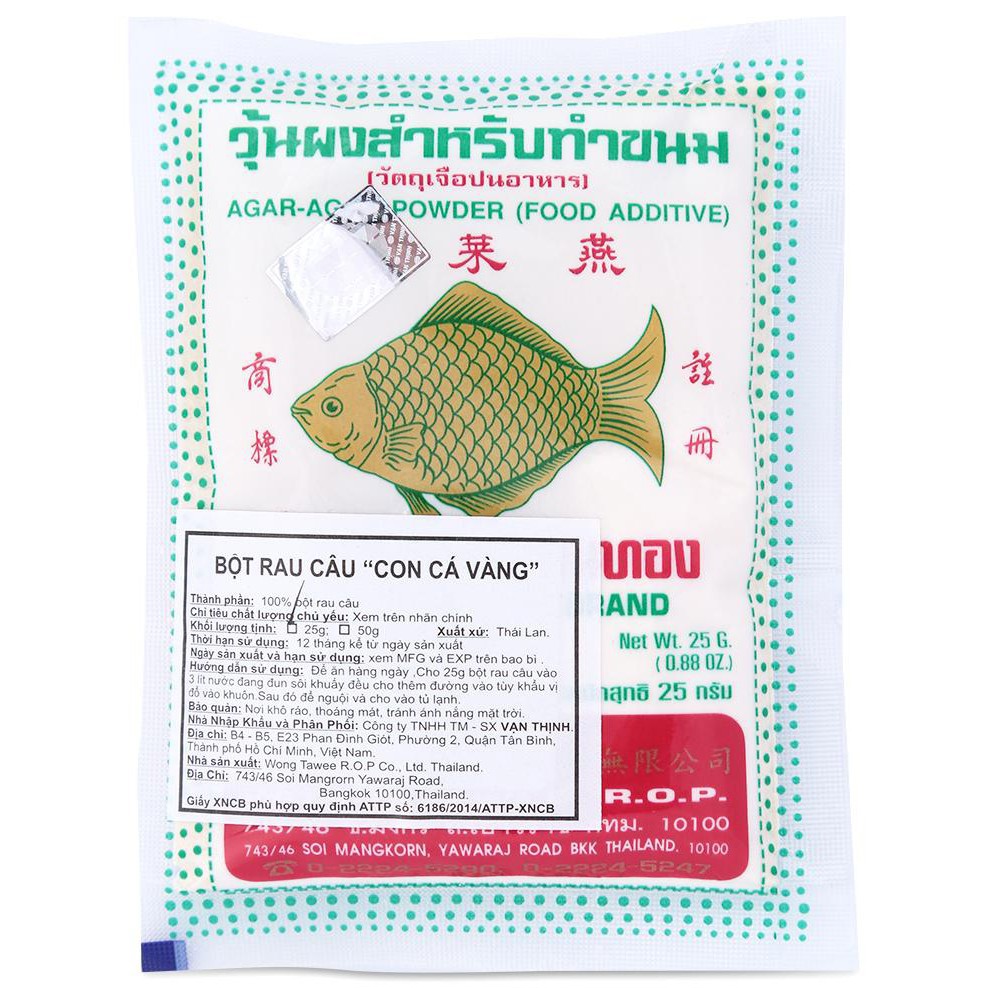 วุ้นผงสำหรับทำขนม
(วัตถุเจือปนอาหาร)
AGAR-AG POWDER (FOOD ADDITIVE)
菜 燕
商 標
註 冊
ทอง
RAND
Net Wt. 25 G.
( 0.88 OZ.)
สุทธิ 25 กรัม
BỘT RAU CÂU “CON CÁ VÀNG”
Thành phần: 100% bột rau câu
Chỉ tiêu chất lượng chủ yếu: Xem trên nhãn chính
Khối lượng tịnh: ☐ 25g; ☐ 50g Xuất xứ: Thái Lan.
Thời hạn sử dụng: 12 tháng kể từ ngày sản xuất
Ngày sản xuất và hạn sử dụng: xem MFG và EXP trên bao bì .
Hướng dẫn sử dụng: Để ăn hàng ngày ,Cho 25g bột rau câu vào
3 lít nước đang đun sôi khuấy đều cho thêm đường vào tùy khẩu vị
đổ vào khuôn.Sau đó để nguội và cho vào tủ lạnh.
Bảo quản: Nơi khô ráo, thoáng mát, tránh ánh nắng mặt trời.
Nhà Nhập Khẩu và Phân Phối: Công ty TNHH TM - SX VẠN THỊNH.
Địa chỉ: B4 - B5, E23 Phan Đình Giót, Phường 2, Quận Tân Bình,
Thành phố Hồ Chí Minh, Việt Nam.
Nhà sản xuất: Wong Tawee R.O.P Co., Ltd. Thailand.
Địa Chỉ: 743/46 Soi Mangrorn Yawaraj Road,
Bangkok 10100,Thailand.
Giấy XNCB phù hợp quy định ATTP số: 6186/2014/ATTP-XNCB
無限公司
R.O.P.
743/46 กทม. 10100
743/46 SOI MANGKORN, YAWARAJ ROAD BKK THAILAND. 10100
☎ 0-2224-5290, 0-2224-5247